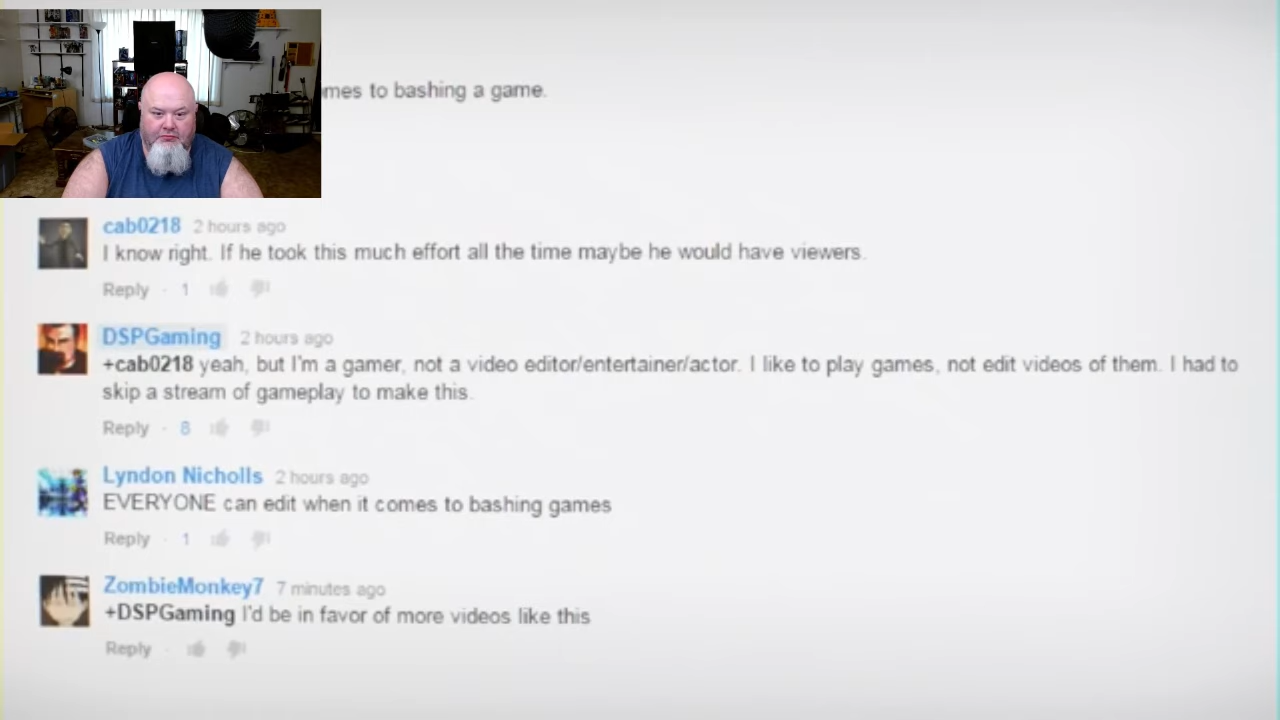 mes to bashing a game.
cab0218 2 hours ago
I know right. If he took this much effort all the time maybe he would have viewers.
Reply · 1
DSPGaming 2 hours ago
+cab0218 yeah, but I'm a gamer, not a video editor/entertainer/actor. I like to play games, not edit videos of them. I had to
skip a stream of gameplay to make this.
Reply · 8
Lyndon Nicholls 2 hours ago
EVERYONE can edit when it comes to bashing games
Reply · 1
ZombieMonkey7 7 minutes ago
+DSPGaming I'd be in favor of more videos like this
Reply ·